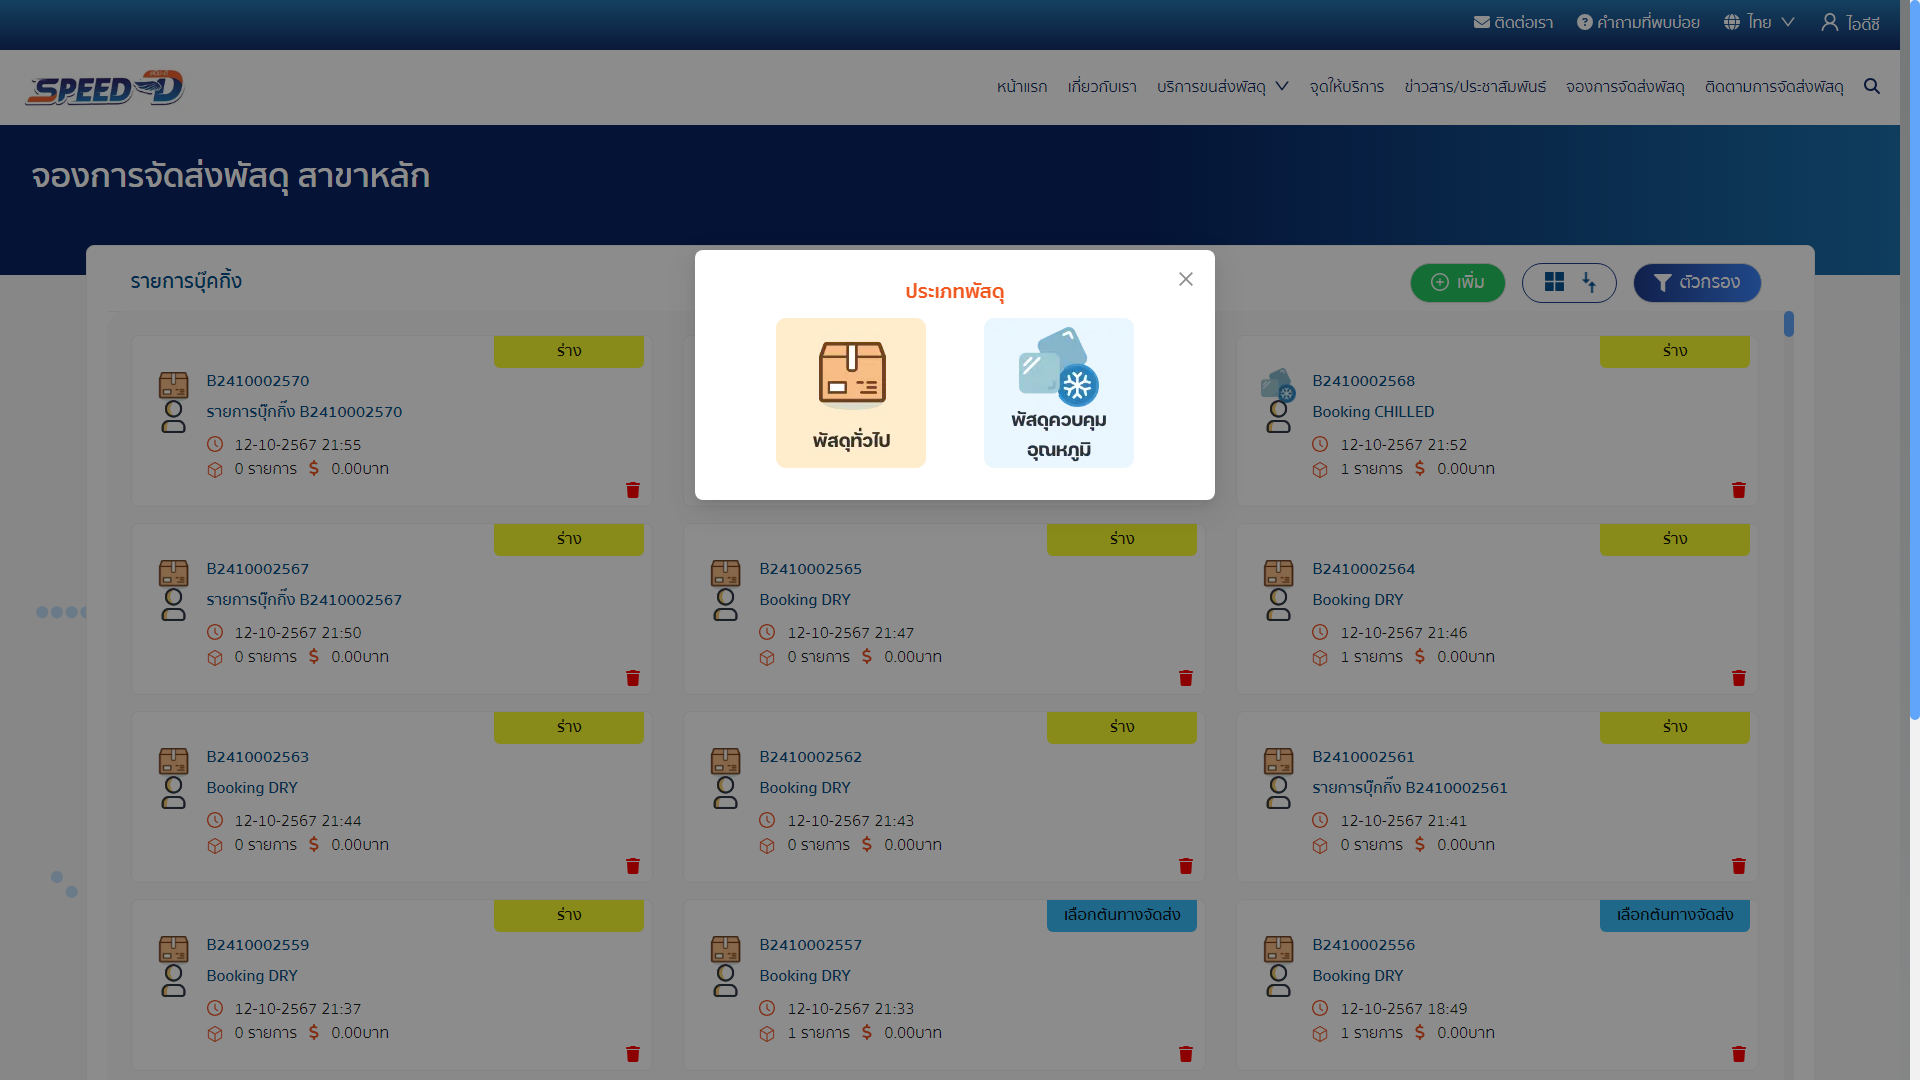 ติดต่อเรา
คำถามที่พบบ่อย
ไทย
ไอดีซี
SPEED-D
หน้าแรก
เกี่ยวกับเรา
บริการขนส่งพัสดุ
จุดให้บริการ
ข่าวสาร/ประชาสัมพันธ์
จองการจัดส่งพัสดุ
ติดตามการจัดส่งพัสดุ
จองการจัดส่งพัสดุ สาขาหลัก
รายการบุ๊คกิ้ง
เพิ่ม
ตัวกรอง
ประเภทพัสดุ
พัสดุทั่วไป
พัสดุควบคุม
อุณหภูมิ
ร่าง
B2410002570
รายการบุ๊กกิ๊ง B2410002570
12-10-2567 21:55
0 รายการ $ 0.00บาท
ร่าง
B2410002568
Booking CHILLED
12-10-2567 21:52
1 รายการ $ 0.00บาท
ร่าง
B2410002567
รายการบุ๊กกิ๊ง B2410002567
12-10-2567 21:50
0 รายการ $ 0.00บาท
ร่าง
B2410002565
Booking DRY
12-10-2567 21:47
0 รายการ $ 0.00บาท
ร่าง
B2410002564
Booking DRY
12-10-2567 21:46
1 รายการ $ 0.00บาท
ร่าง
B2410002563
Booking DRY
12-10-2567 21:44
0 รายการ $ 0.00บาท
ร่าง
B2410002562
Booking DRY
12-10-2567 21:43
0 รายการ $ 0.00บาท
ร่าง
B2410002561
รายการบุ๊กกิ๊ง B2410002561
12-10-2567 21:41
0 รายการ $ 0.00บาท
ร่าง
B2410002559
Booking DRY
12-10-2567 21:37
0 รายการ $ 0.00บาท
เลือกต้นทางจัดส่ง
B2410002557
Booking DRY
12-10-2567 21:33
1 รายการ $ 0.00บาท
เลือกต้นทางจัดส่ง
B2410002556
Booking DRY
12-10-2567 18:49
1 รายการ $ 0.00บาท